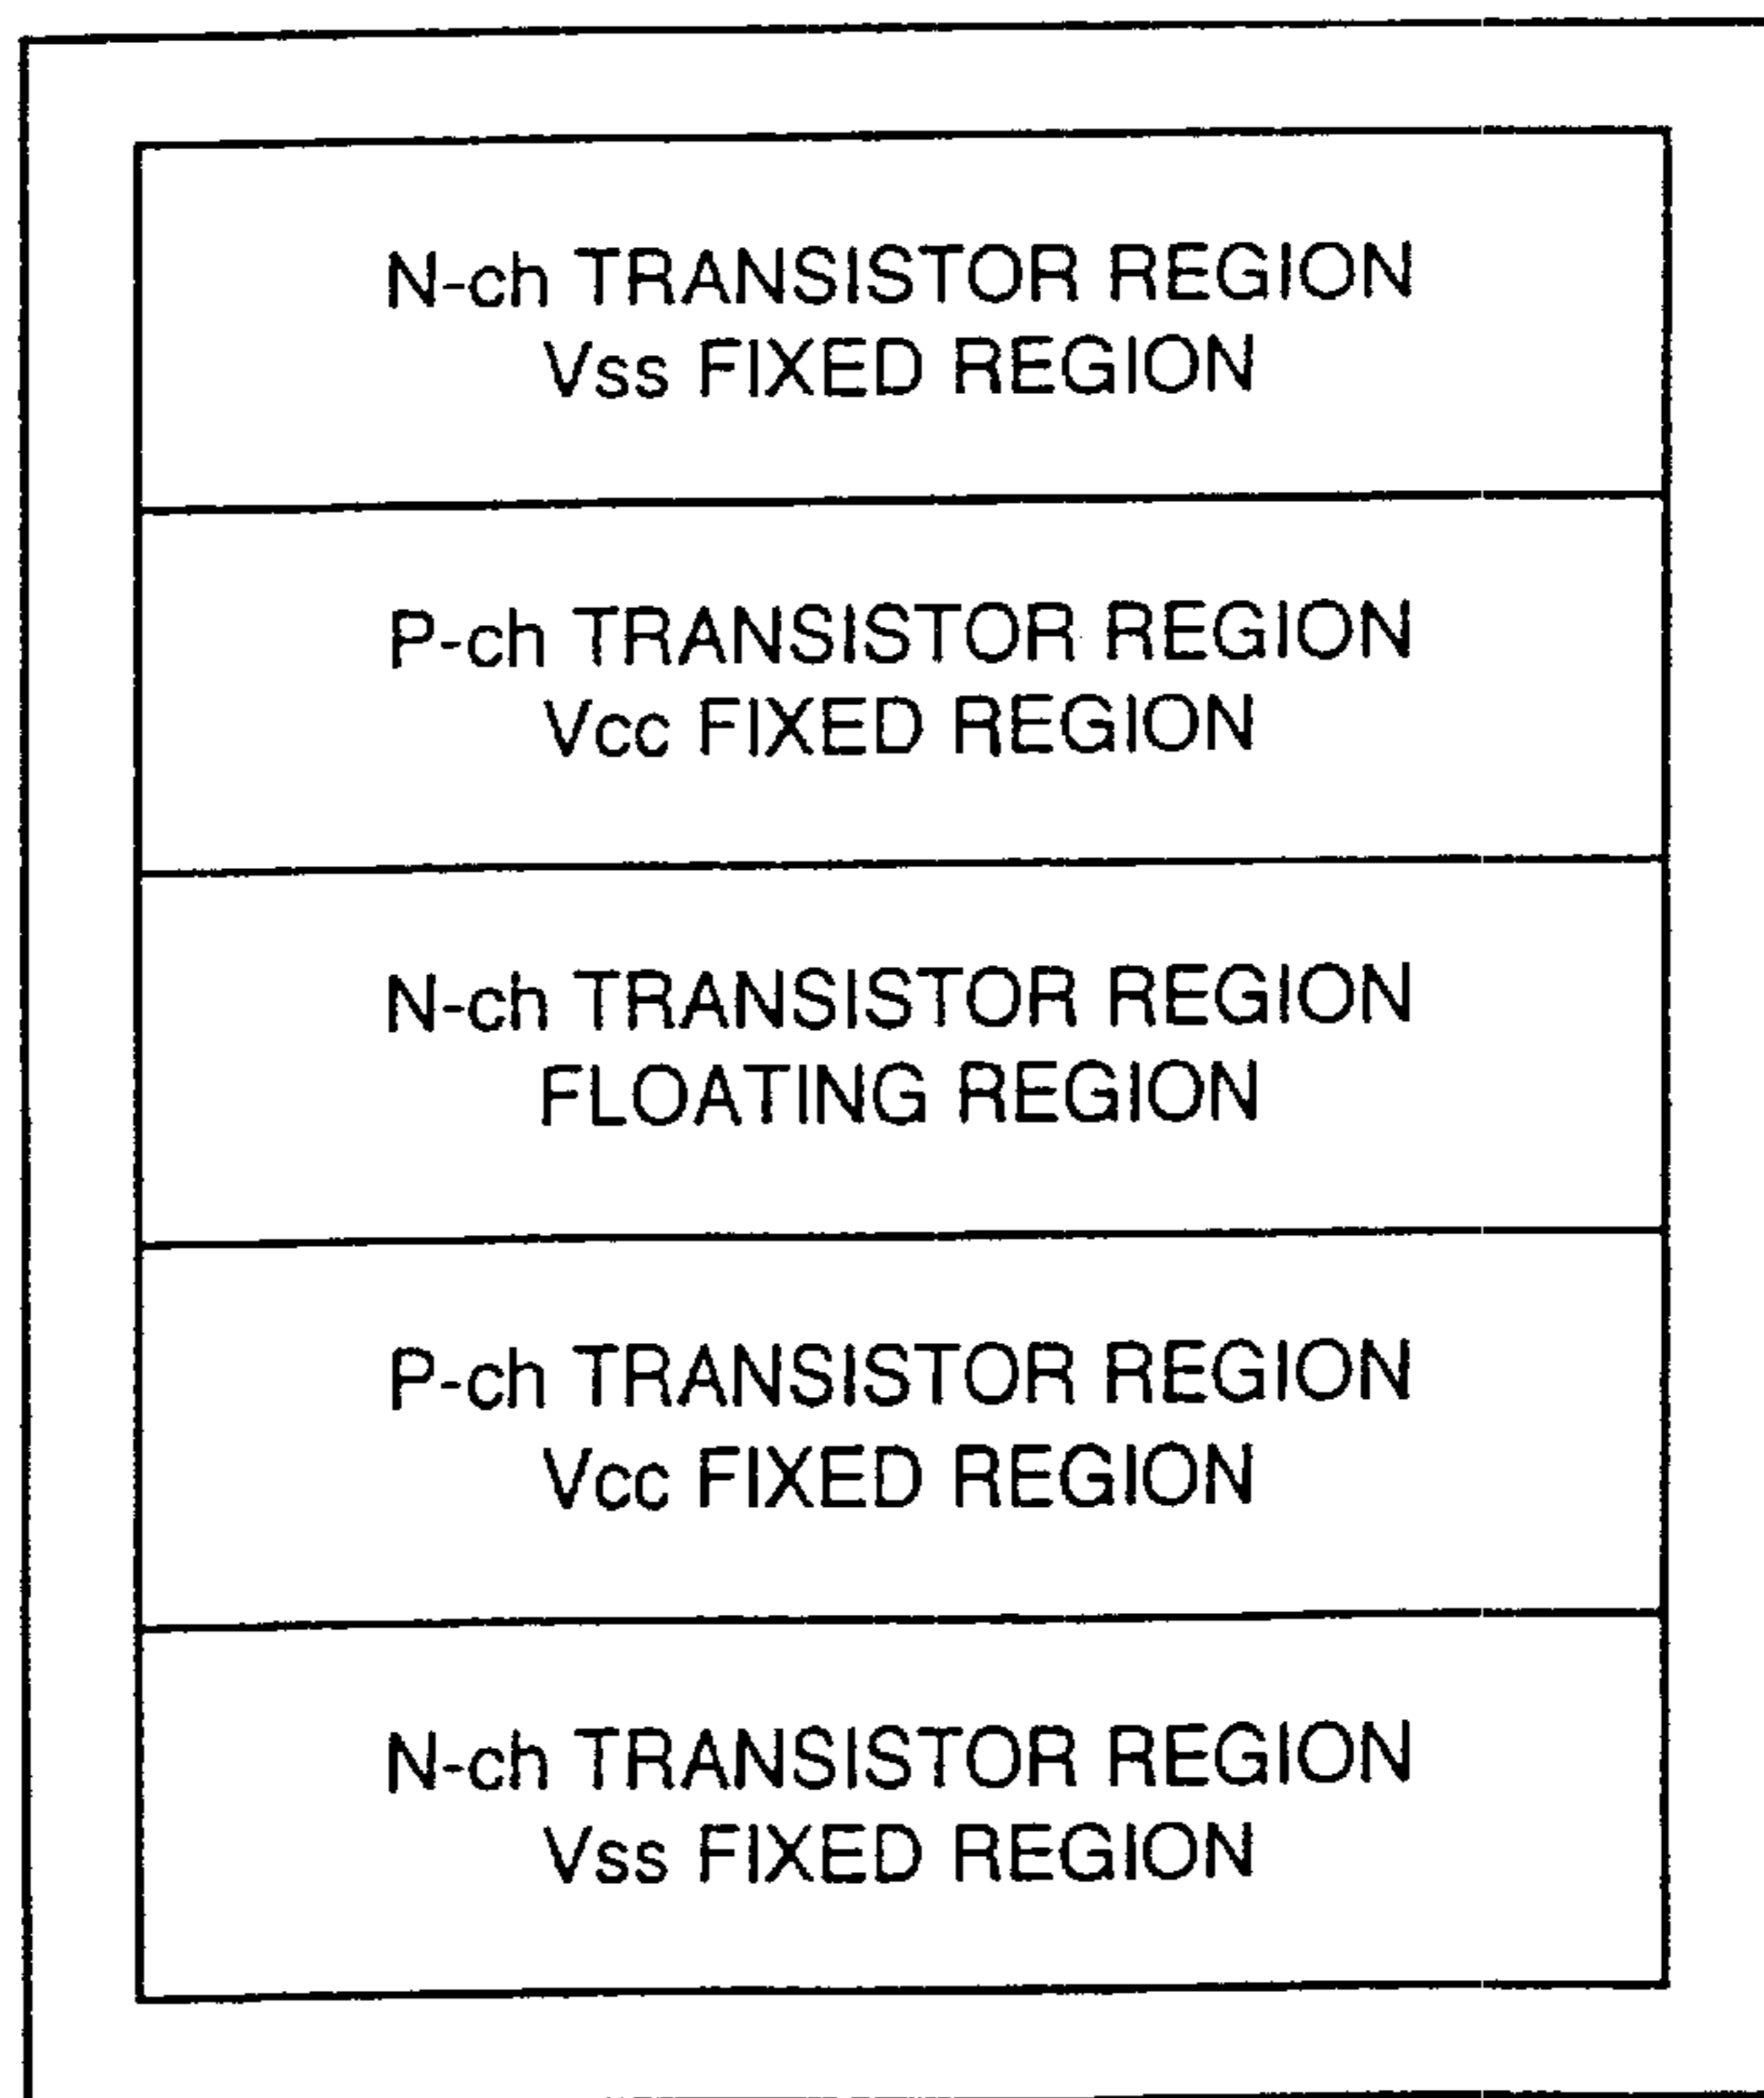 N-ch TRANSISTOR REGION
Vss FIXED REGION
P-ch TRANSISTOR REGION
Vcc FIXED REGION
N-ch TRANSISTOR REGION
FLOATING REGION
P-ch TRANSISTOR REGION
Vcc FIXED REGION
N-ch TRANSISTOR REGION
Vss FIXED REGION